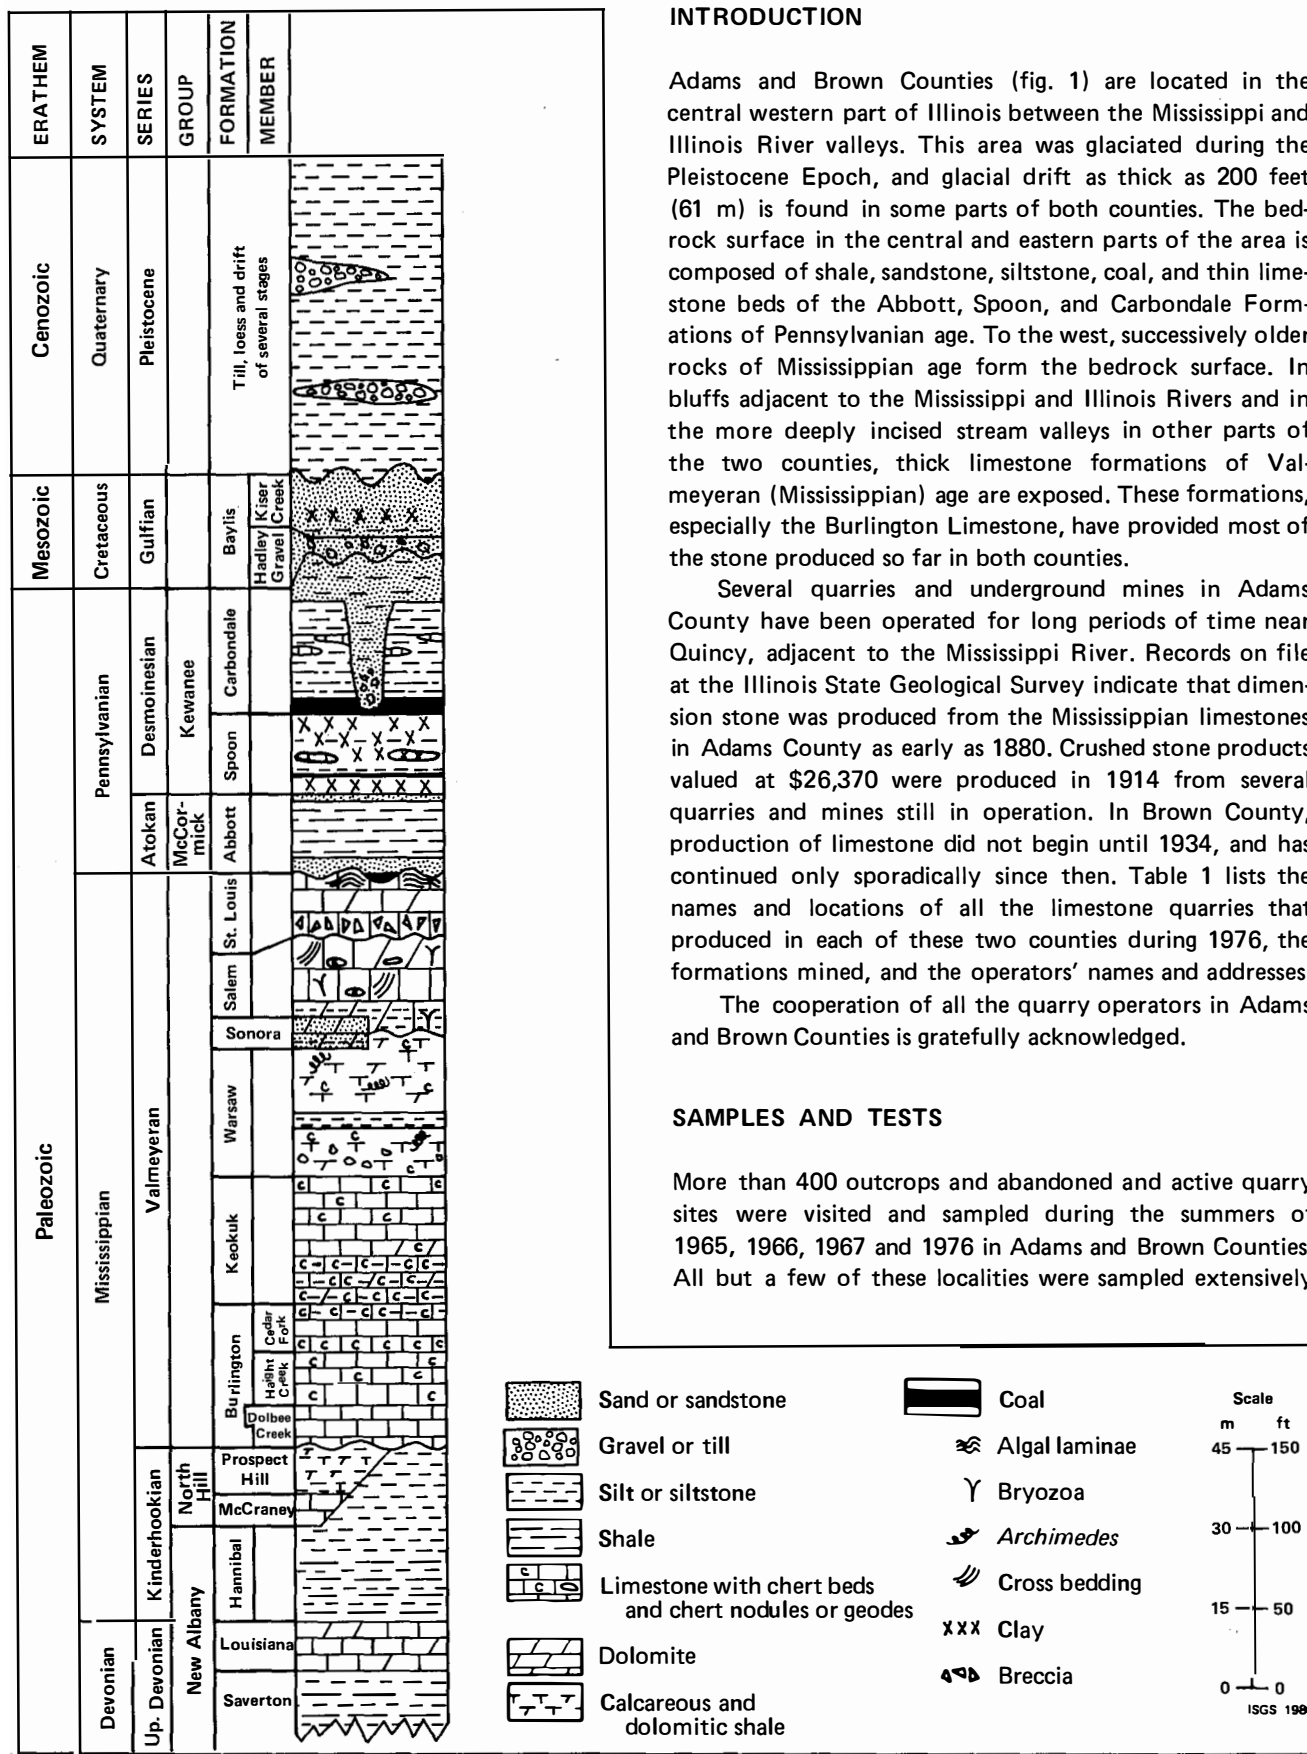 ERATHEM
SYSTEM
SERIES
GROUP
FORMATION
MEMBER
Cenozoic
Quaternary
Pleistocene
Till, loess and drift
of several stages
Mesozoic
Cretaceous
Gulfian
Baylis
Kiser
Creek
Hadley
Gravel
Paleozoic
Pennsylvanian
Desmoinesian
Kewanee
Carbondale
Spoon
Atokan
McCor-
mick
Abbott
Mississippian
Valmeyeran
St. Louis
Salem
Sonora
Warsaw
Keokuk
Burlington
Cedar
Fork
Haight
Creek
Dolbee
Creek
Kinderhookian
North
Hill
Prospect
Hill
McCraney
New Albany
Hannibal
Devonian
Up. Devonian
Louisiana
Saverton
INTRODUCTION
Adams and Brown Counties (fig. 1) are located in the
central western part of Illinois between the Mississippi and
Illinois River valleys. This area was glaciated during the
Pleistocene Epoch, and glacial drift as thick as 200 feet
(61 m) is found in some parts of both counties. The bed-
rock surface in the central and eastern parts of the area is
composed of shale, sandstone, siltstone, coal, and thin lime-
stone beds of the Abbott, Spoon, and Carbondale Form-
ations of Pennsylvanian age. To the west, successively older
rocks of Mississippian age form the bedrock surface. In
bluffs adjacent to the Mississippi and Illinois Rivers and in
the more deeply incised stream valleys in other parts of
the two counties, thick limestone formations of Val-
meyeran (Mississippian) age are exposed. These formations,
especially the Burlington Limestone, have provided most of
the stone produced so far in both counties.
Several quarries and underground mines in Adams
County have been operated for long periods of time near
Quincy, adjacent to the Mississippi River. Records on file
at the Illinois State Geological Survey indicate that dimen-
sion stone was produced from the Mississippian limestones
in Adams County as early as 1880. Crushed stone products
valued at $26,370 were produced in 1914 from several
quarries and mines still in operation. In Brown County,
production of limestone did not begin until 1934, and has
continued only sporadically since then. Table 1 lists the
names and locations of all the limestone quarries that
produced in each of these two counties during 1976, the
formations mined, and the operators' names and addresses
The cooperation of all the quarry operators in Adams
and Brown Counties is gratefully acknowledged.
SAMPLES AND TESTS
More than 400 outcrops and abandoned and active quarry
sites were visited and sampled during the summers of
1965, 1966, 1967 and 1976 in Adams and Brown Counties
All but a few of these localities were sampled extensively
Sand or sandstone
Gravel or till
Silt or siltstone
Shale
Limestone with chert beds
and chert nodules or geodes
Dolomite
Calcareous and
dolomitic shale
Coal
Algal laminae
Bryozoa
Archimedes
Cross bedding
xxx Clay
Breccia
Scale
m ft
45 150
30 100
15 50
0 0
ISGS 198